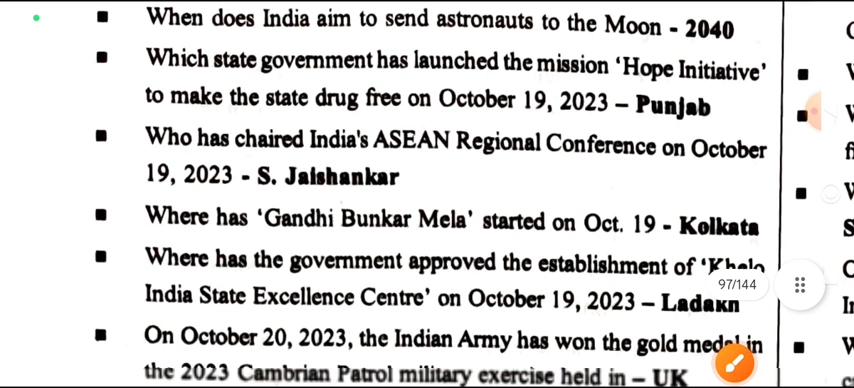 ■ When does India aim to send astronauts to the Moon - 2040
■ Which state government has launched the mission ‘Hope Initiative’
to make the state drug free on October 19, 2023 – Punjab
■ Who has chaired India's ASEAN Regional Conference on October
19, 2023 - S. Jaishankar
■ Where has ‘Gandhi Bunkar Mela’ started on Oct. 19 - Kolkata
■ Where has the government approved the establishment of ‘Khelo
97/144
India State Excellence Centre’ on October 19, 2023 – Ladakh
■ On October 20, 2023, the Indian Army has won the gold medal in
the 2023 Cambrian Patrol military exercise held in – UK